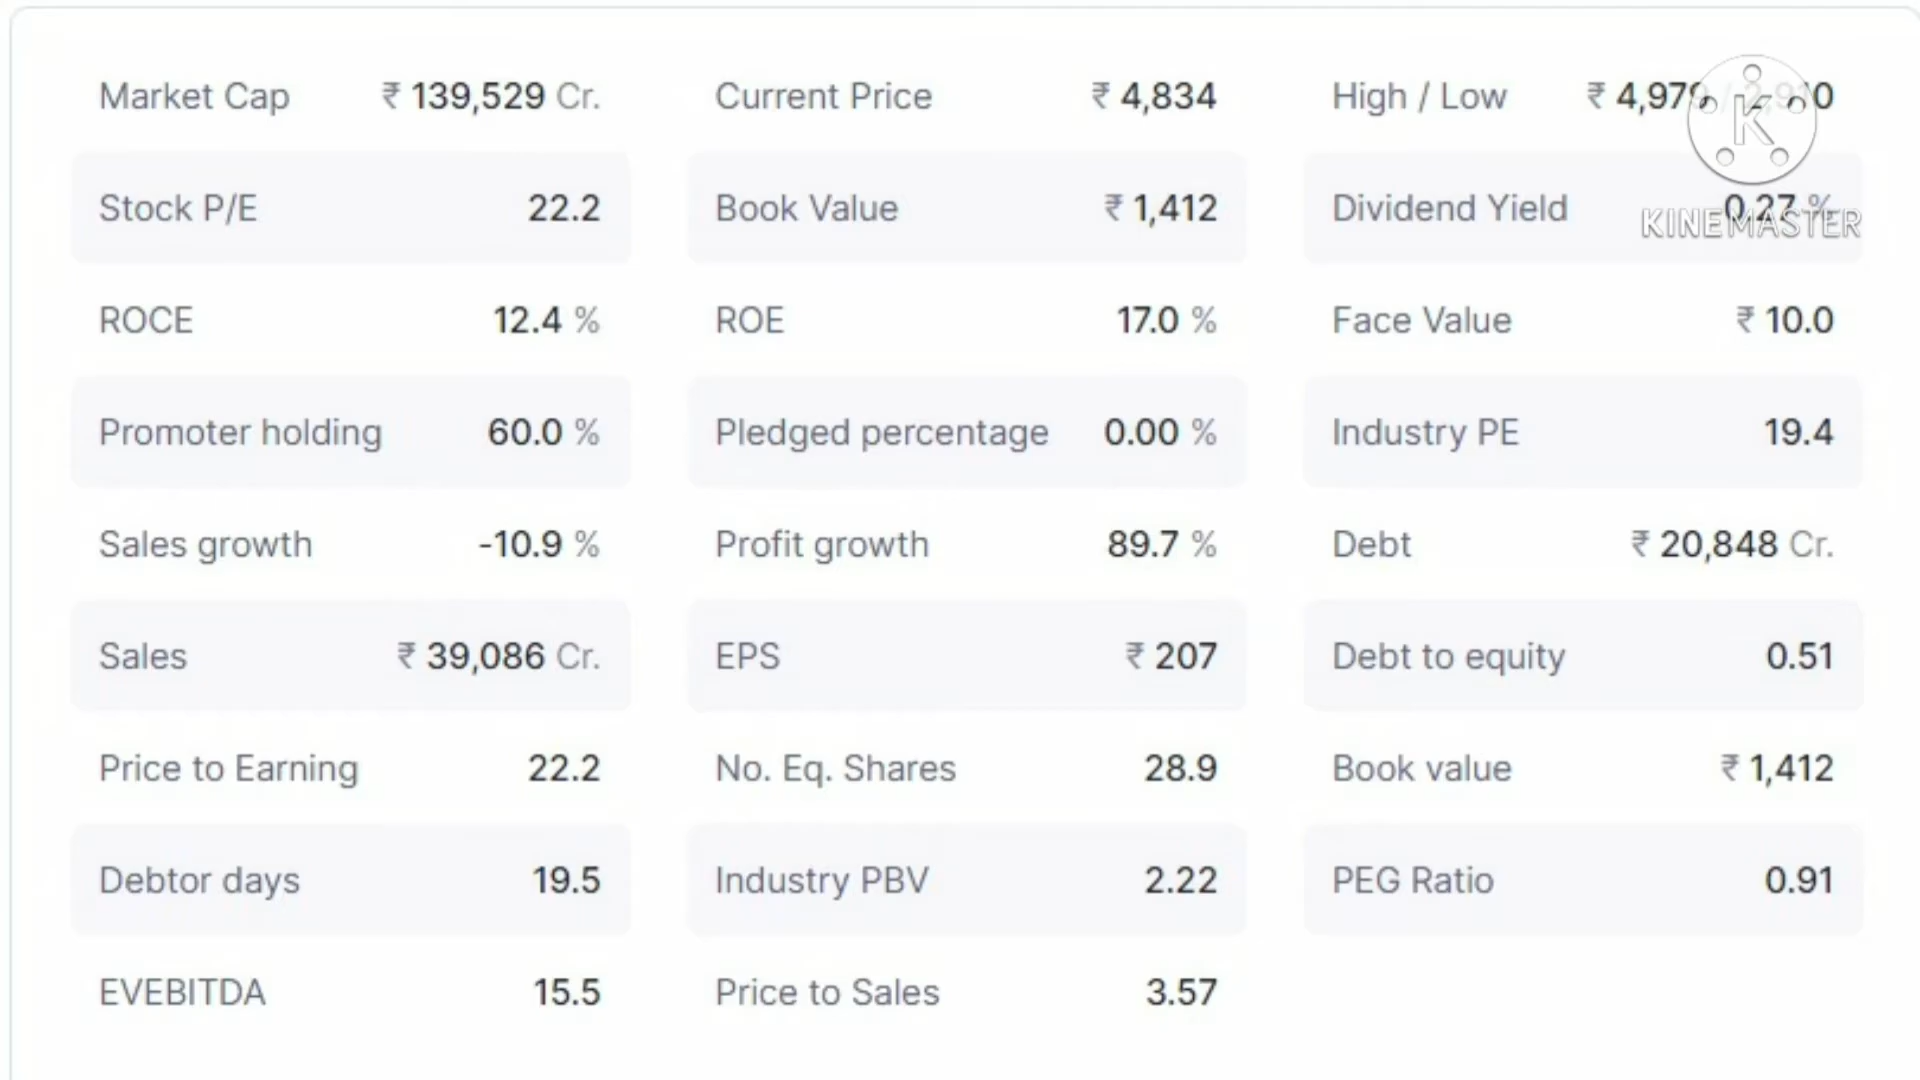 Market Cap ₹ 139,529 Cr. Current Price ₹ 4,834 High / Low ₹ 4,979 /
K
Stock P/E 22.2 Book Value ₹ 1,412 Dividend Yield 0.27 %
KINEMASTER
ROCE 12.4 % ROE 17.0 % Face Value ₹ 10.0
Promoter holding 60.0 % Pledged percentage 0.00 % Industry PE 19.4
Sales growth -10.9 % Profit growth 89.7 % Debt ₹ 20,848 Cr.
Sales ₹ 39,086 Cr. EPS ₹ 207 Debt to equity 0.51
Price to Earning 22.2 No. Eq. Shares 28.9 Book value ₹ 1,412
Debtor days 19.5 Industry PBV 2.22 PEG Ratio 0.91
EVEBITDA 15.5 Price to Sales 3.57